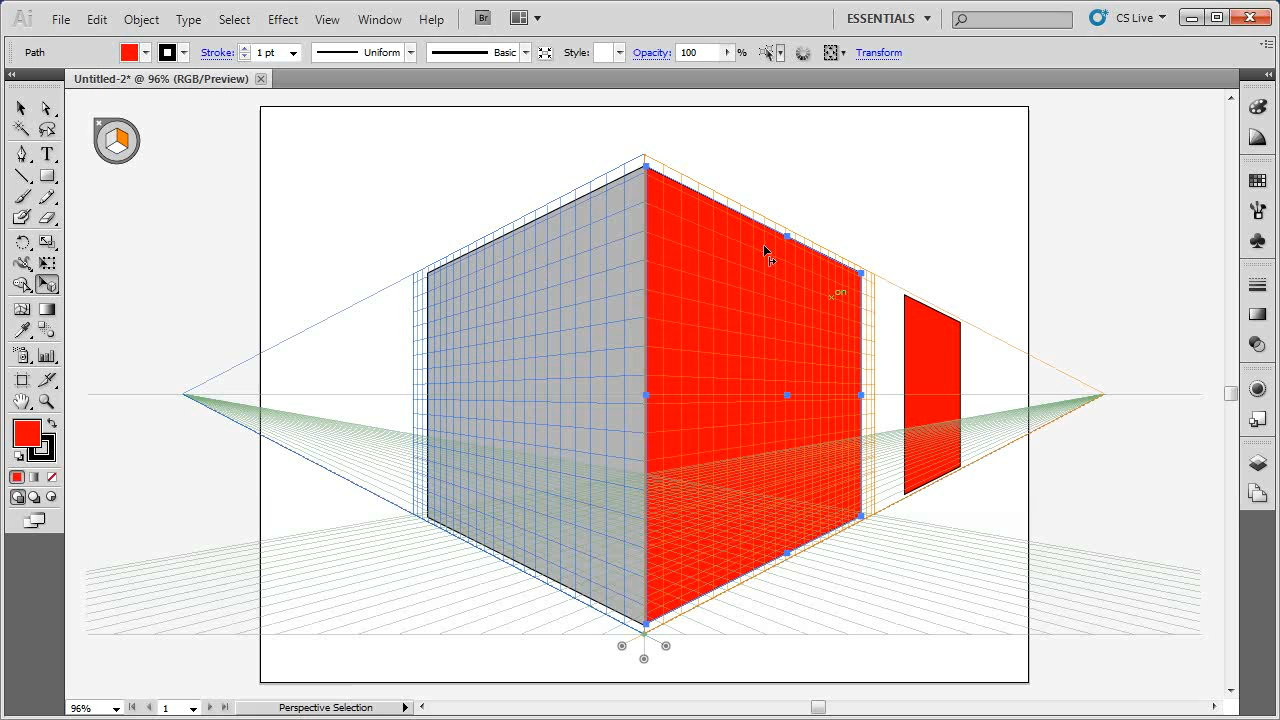 Ai File Edit Object Type Select Effect View Window Help Br ESSENTIALS CS Live
Path Stroke: 1 pt Uniform Basic Style: Opacity: 100 % Transform
Untitled-2* @ 96% (RGB/Preview)
T
on
96% 1 Perspective Selection